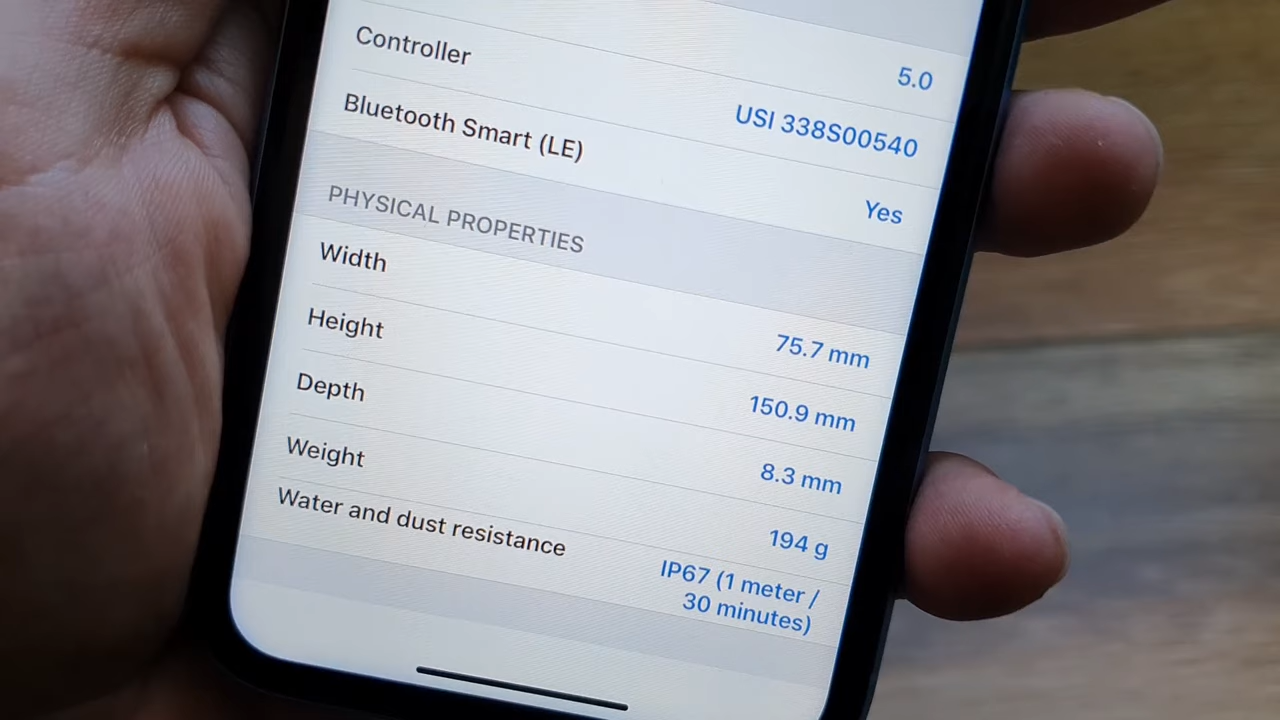 5.0
Controller
USI 338S00540
Bluetooth Smart (LE)
Yes
PHYSICAL PROPERTIES
Width
75.7 mm
Height
150.9 mm
Depth
8.3 mm
Weight
194 g
Water and dust resistance
IP67 (1 meter /
30 minutes)